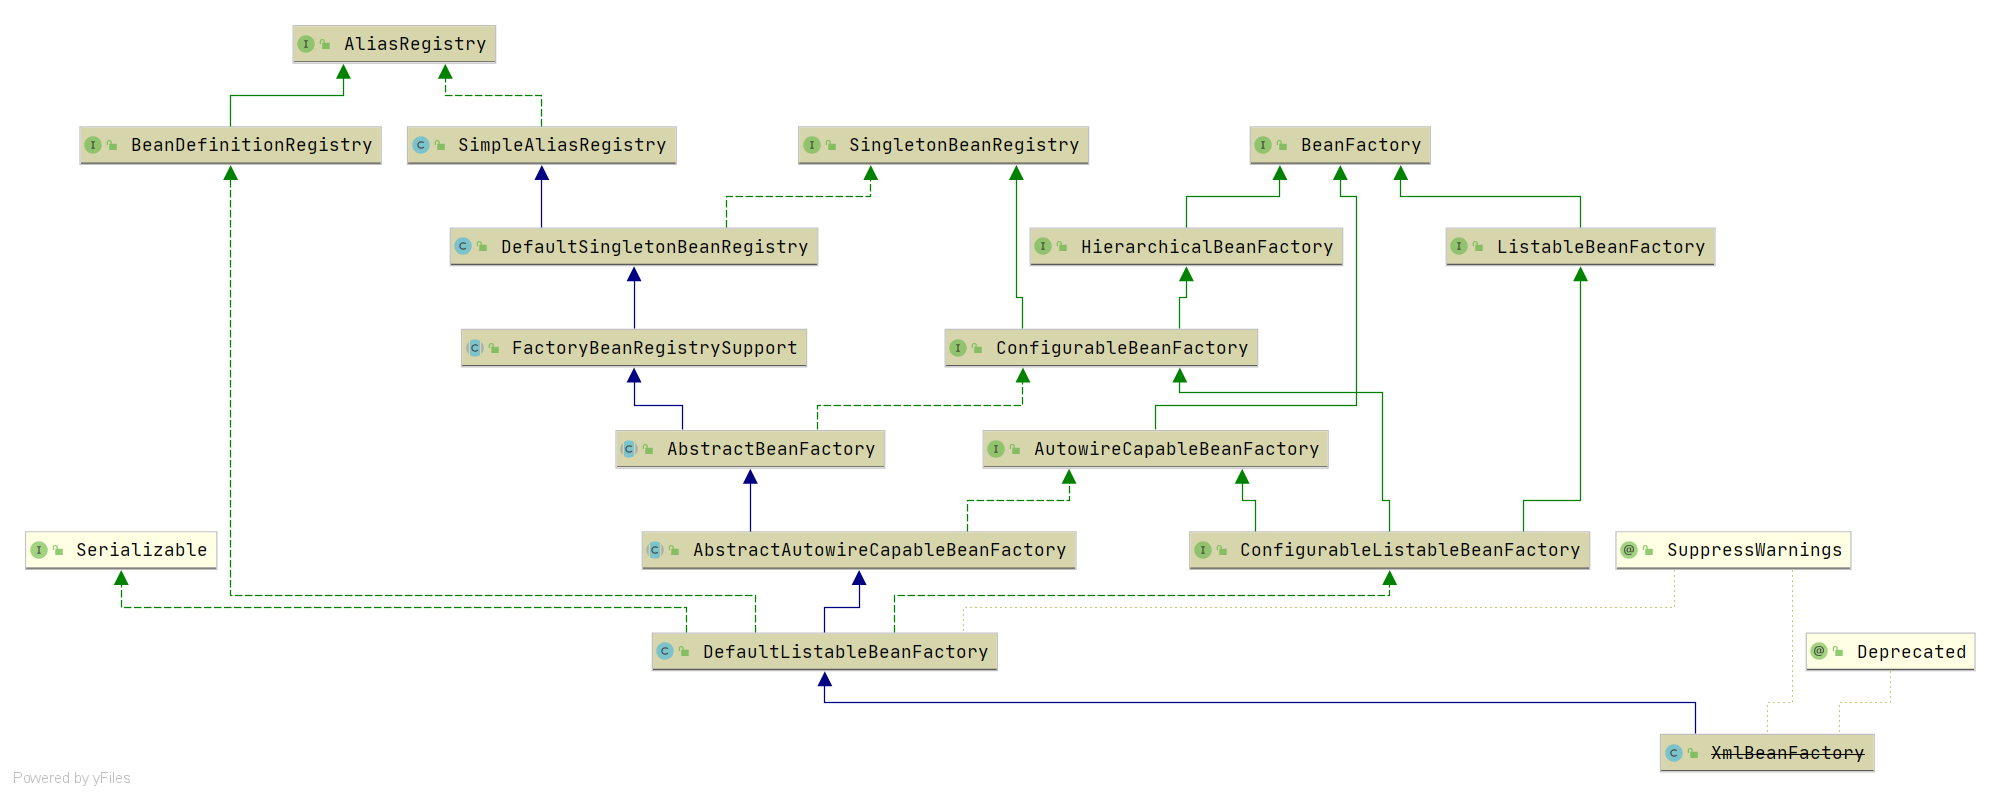 AliasRegistry
BeanDefinitionRegistry
SimpleAliasRegistry
SingletonBeanRegistry
BeanFactory
DefaultSingletonBeanRegistry
HierarchicalBeanFactory
ListableBeanFactory
FactoryBeanRegistrySupport
ConfigurableBeanFactory
AbstractBeanFactory
AutowireCapableBeanFactory
Serializable
AbstractAutowireCapableBeanFactory
ConfigurableListableBeanFactory
SuppressWarnings
DefaultListableBeanFactory
Deprecated
XmlBeanFactory
Powered by yFiles